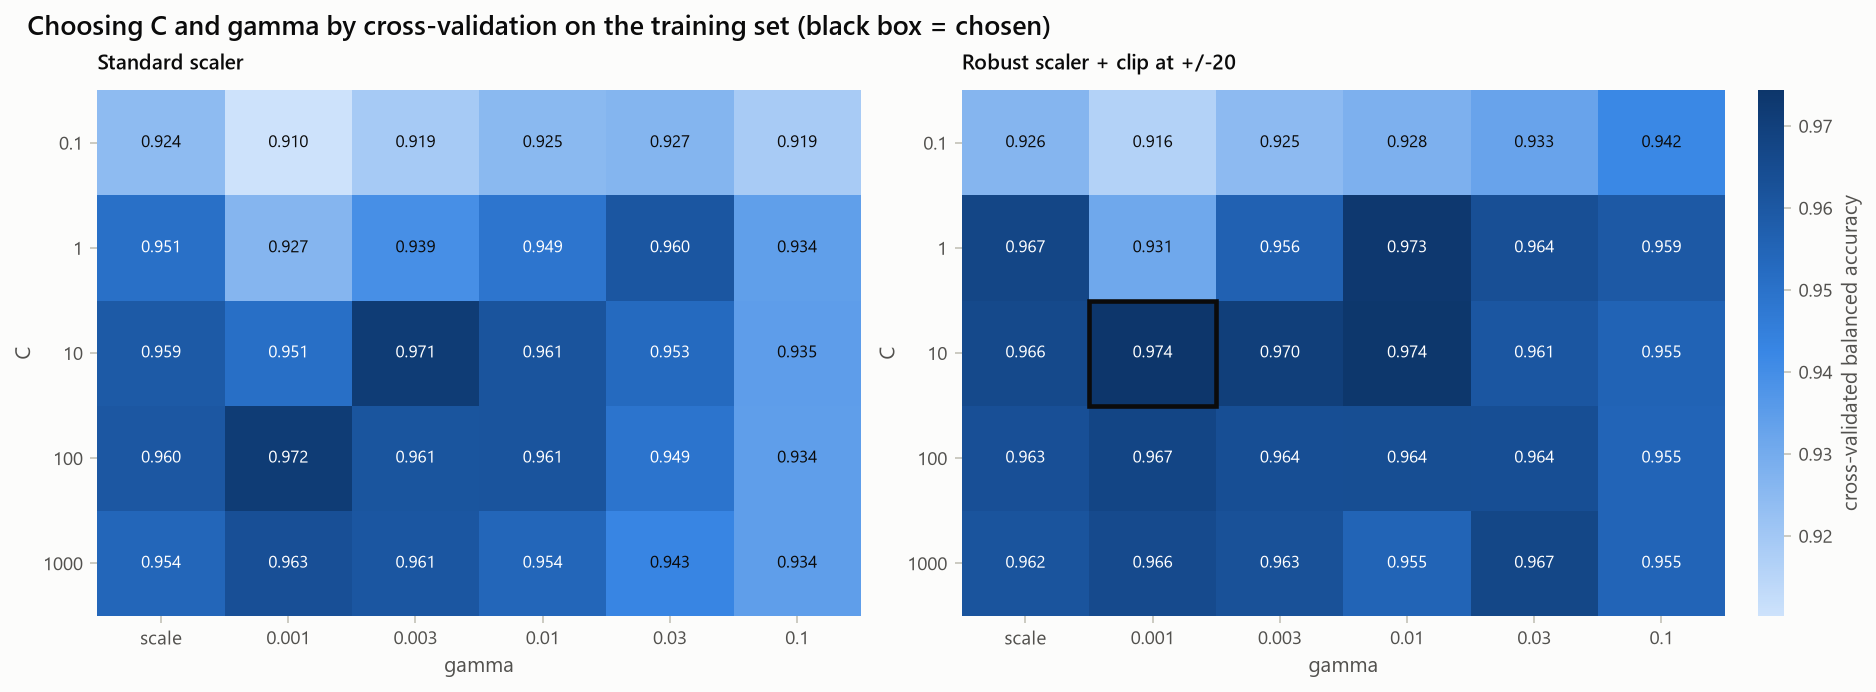 Choosing C and gamma by cross-validation on the training set (black box = chosen)
Standard scaler
0.1 0.924 0.910 0.919 0.925 0.927 0.919
1 0.951 0.927 0.939 0.949 0.960 0.934
10 0.959 0.951 0.971 0.961 0.953 0.935
100 0.960 0.972 0.961 0.961 0.949 0.934
1000 0.954 0.963 0.961 0.954 0.943 0.934
C
scale 0.001 0.003 0.01 0.03 0.1
gamma
Robust scaler + clip at +/-20
0.1 0.926 0.916 0.925 0.928 0.933 0.942
1 0.967 0.931 0.956 0.973 0.964 0.959
10 0.966 0.974 0.970 0.974 0.961 0.955
100 0.963 0.967 0.964 0.964 0.964 0.955
1000 0.962 0.966 0.963 0.955 0.967 0.955
C
scale 0.001 0.003 0.01 0.03 0.1
gamma
0.97
0.96
0.95
0.94
0.93
0.92
cross-validated balanced accuracy